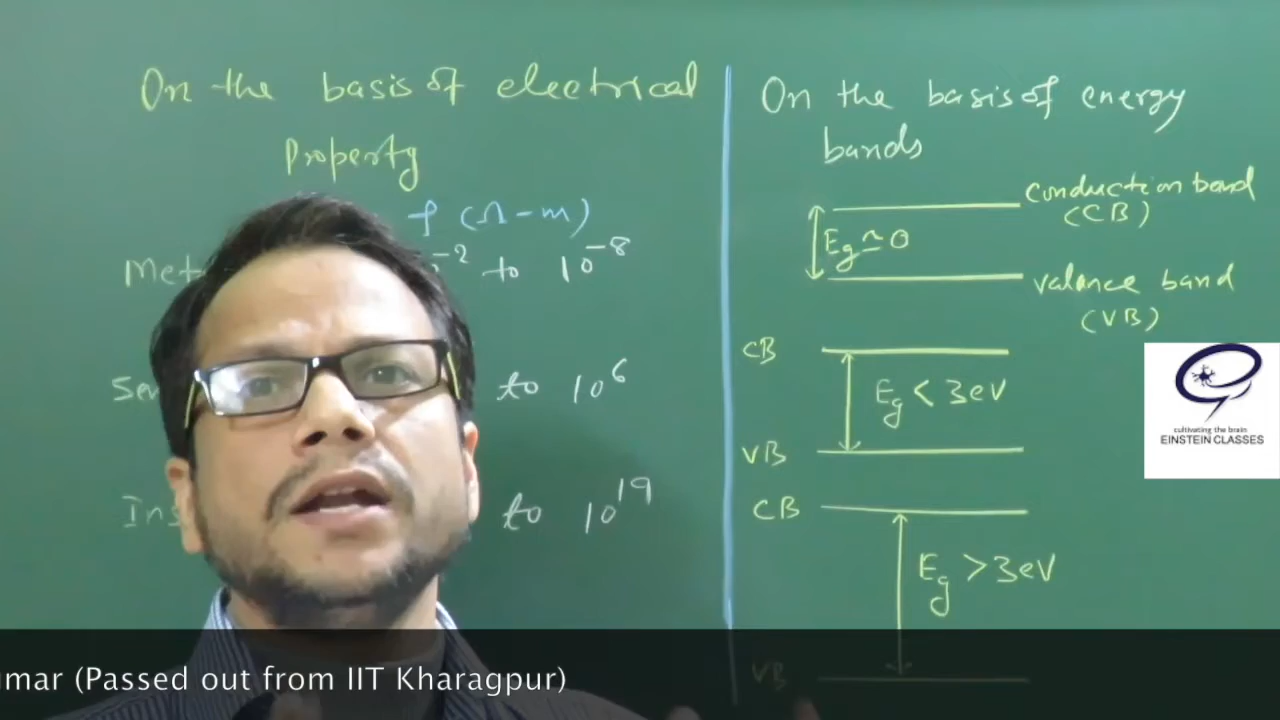 On the basis of electrical
Property
ρ (Ω-m)
to 10⁻⁸
to 10⁶
to 10¹⁹
On the basis of energy
bands
conduction band
(CB)
Eg ≃ 0
valance band
(VB)
CB
Eg < 3eV
VB
CB
Eg > 3eV
VB
cultivating the brain
EINSTEIN CLASSES
(Passed out from IIT Kharagpur)